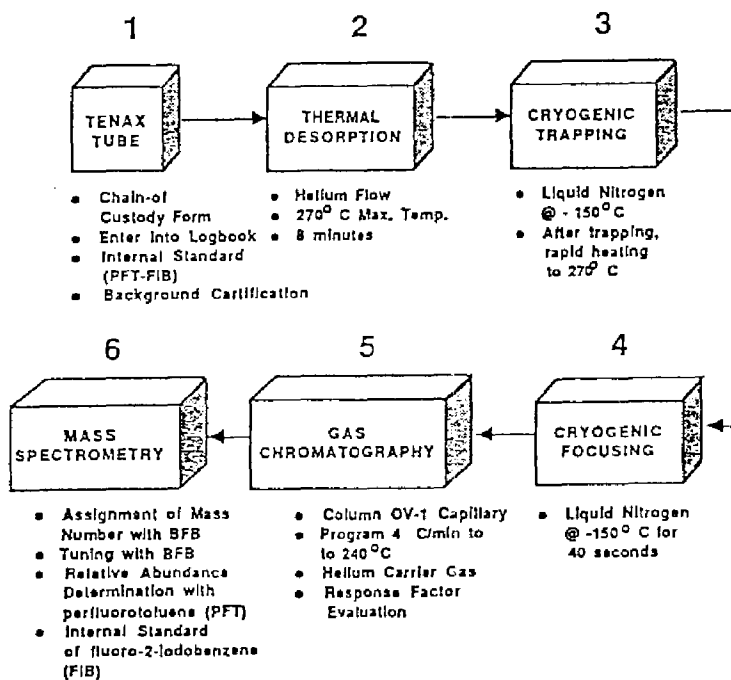 1
TENAX
TUBE
• Chain-of
Custody Form
• Enter Into Logbook
• Internal Standard
(PFT-FIB)
• Background Cartification
2
THERMAL
DESORPTION
• Helium Flow
• 270° C Max. Temp.
• 8 minutes
3
CRYOGENIC
TRAPPING
• Liquid Nitrogen
@ - 150°C
• After trapping,
rapid heating
to 270° C
4
CRYOGENIC
FOCUSING
• Liquid Nitrogen
@ -150° C for
40 seconds
5
GAS
CHROMATOGRAPHY
• Column OV-1 Capillary
• Program 4 C/min to
to 240°C
• Helium Carrier Gas
• Response Factor
Evaluation
6
MASS
SPECTROMETRY
• Assignment of Mass
Number with BFB
• Tuning with BFB
• Relative Abundance
Determination with
perfluorotoluene (PFT)
• Internal Standard
of fluoro-2-Iodobenzene
(FIB)